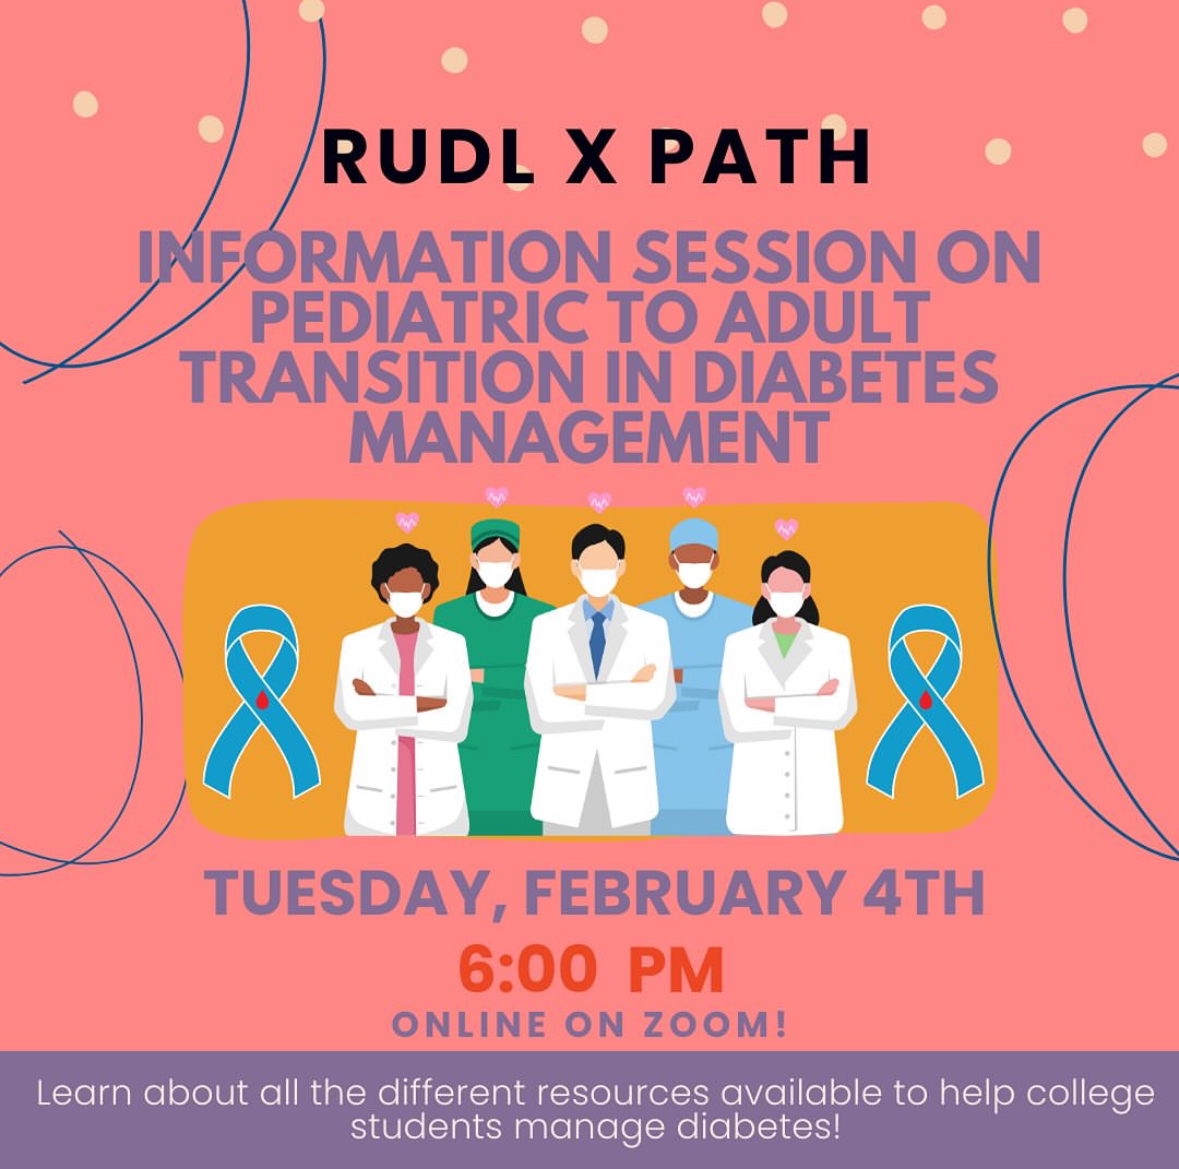 RUDL X PATH
INFORMATION SESSION ON
PEDIATRIC TO ADULT
TRANSITION IN DIABETES
MANAGEMENT
TUESDAY, FEBRUARY 4TH
6:00 PM
ONLINE ON ZOOM!
Learn about all the different resources available to help college
students manage diabetes!